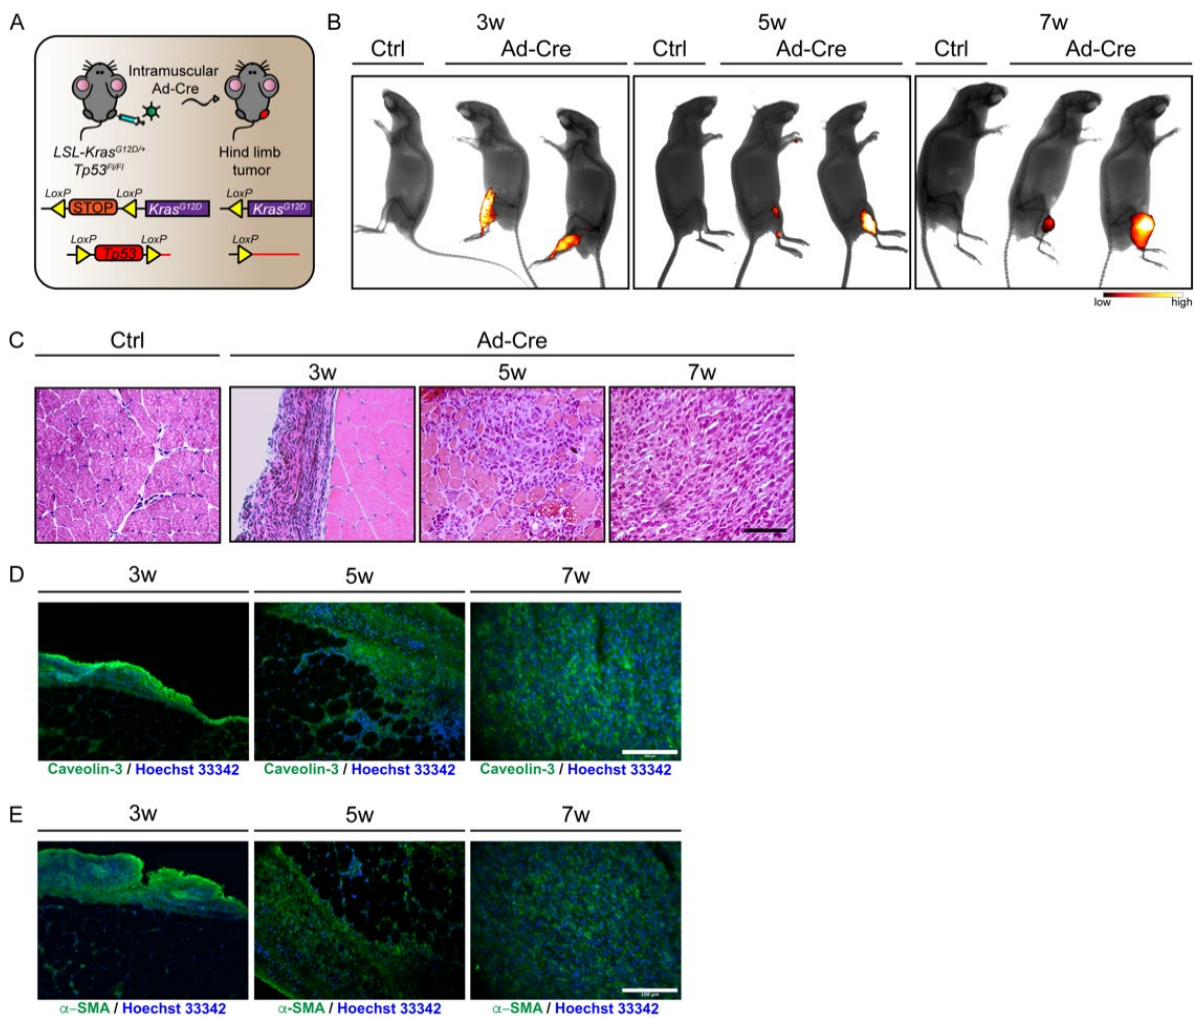 A
Intramuscular
Ad-Cre
LSL-Kras^G12D/+
Tp53^Fl/Fl
Hind limb
tumor
LoxP LoxP LoxP
STOP Kras^G12D Kras^G12D
LoxP LoxP LoxP
Tp53
B
3w 5w 7w
Ctrl Ad-Cre Ctrl Ad-Cre Ctrl Ad-Cre
low high
C
Ctrl Ad-Cre
3w 5w 7w
D
3w 5w 7w
Caveolin-3 / Hoechst 33342 Caveolin-3 / Hoechst 33342 Caveolin-3 / Hoechst 33342
E
3w 5w 7w
100 μm
α-SMA / Hoechst 33342 α-SMA / Hoechst 33342 α-SMA / Hoechst 33342